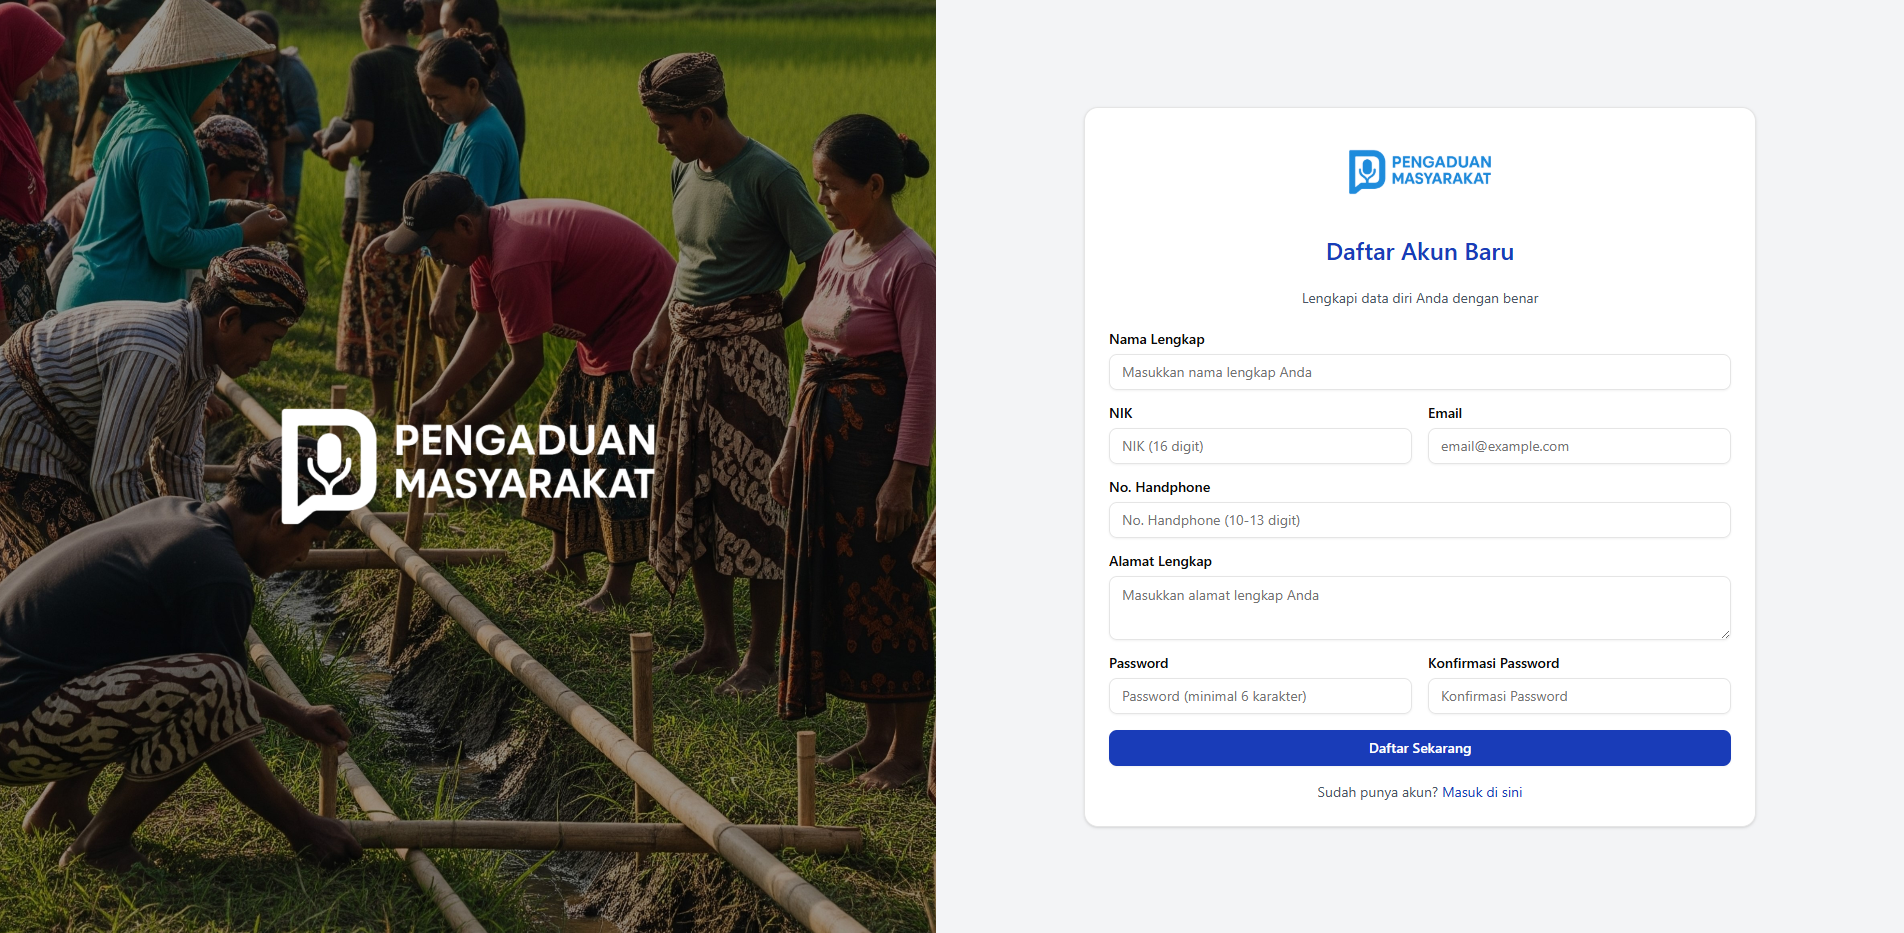 PENGADUAN
MASYARAKAT
PENGADUAN
MASYARAKAT
Daftar Akun Baru
Lengkapi data diri Anda dengan benar
Nama Lengkap
Masukkan nama lengkap Anda
NIK
NIK (16 digit)
Email
email@example.com
No. Handphone
No. Handphone (10-13 digit)
Alamat Lengkap
Masukkan alamat lengkap Anda
Password
Password (minimal 6 karakter)
Konfirmasi Password
Konfirmasi Password
Daftar Sekarang
Sudah punya akun? Masuk di sini